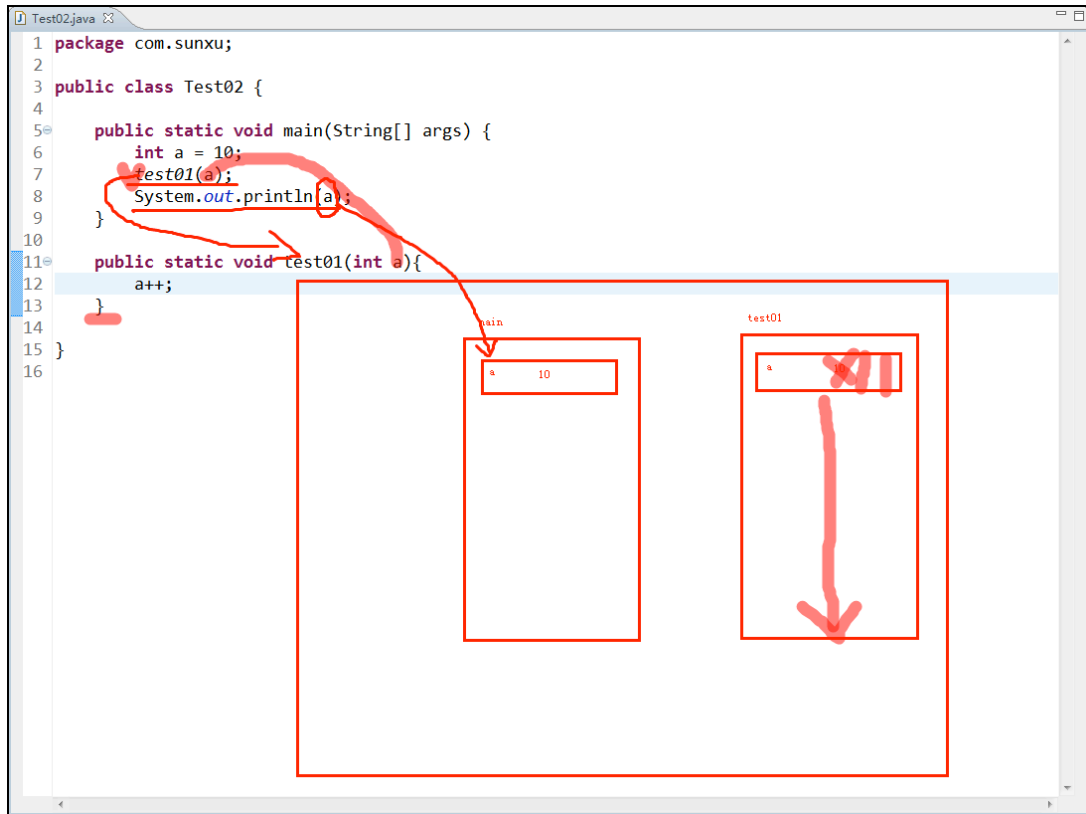 Test02.java
1 package com.sunxu;
2
3 public class Test02 {
4
5 public static void main(String[] args) {
6 int a = 10;
7 test01(a);
8 System.out.println(a);
9 }
10
11 public static void test01(int a){
12 a++;
13 }
14
15 }
16
main
test01
a 10
a 10 11